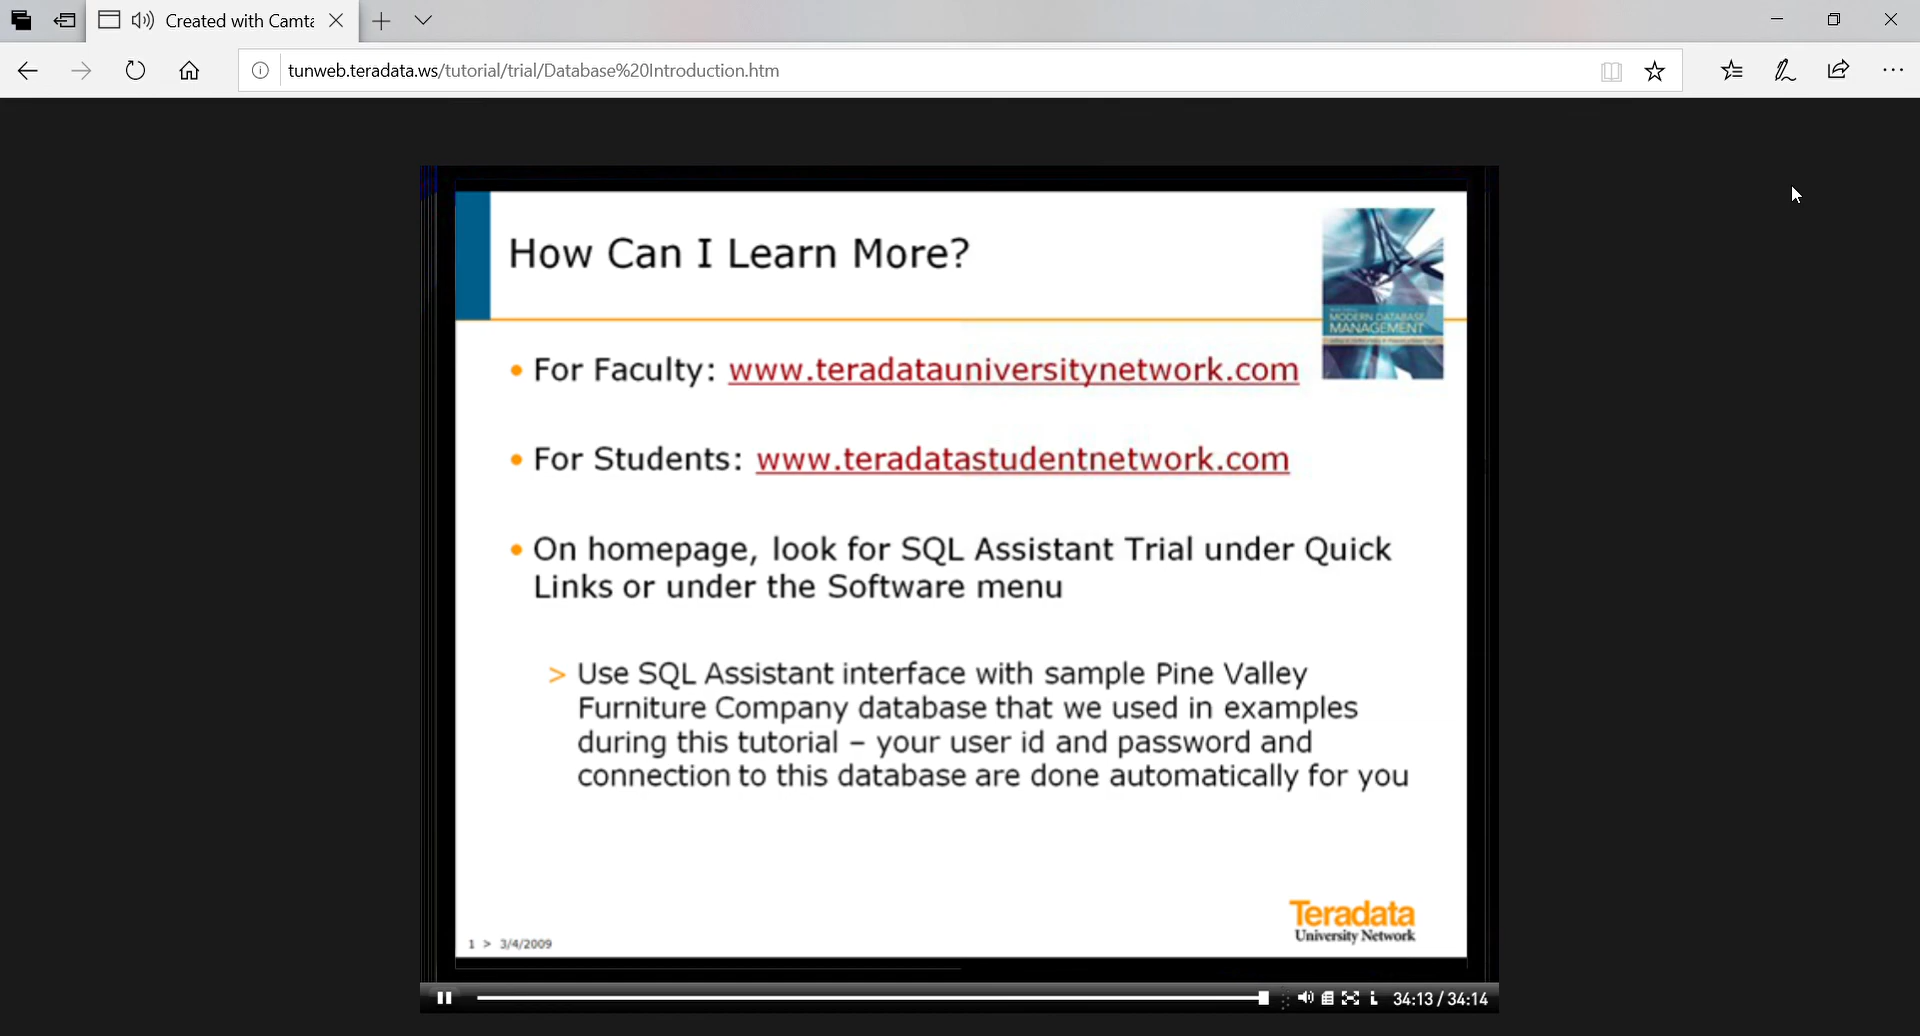 Created with Camta
tunweb.teradata.ws/tutorial/trial/Database%20Introduction.htm
How Can I Learn More?
MODERN DATABASE
MANAGEMENT
• For Faculty: www.teradatauniversitynetwork.com
• For Students: www.teradatastudentnetwork.com
• On homepage, look for SQL Assistant Trial under Quick
Links or under the Software menu
> Use SQL Assistant interface with sample Pine Valley
Furniture Company database that we used in examples
during this tutorial – your user id and password and
connection to this database are done automatically for you
Teradata
University Network
1 > 3/4/2009
34:13 / 34:14